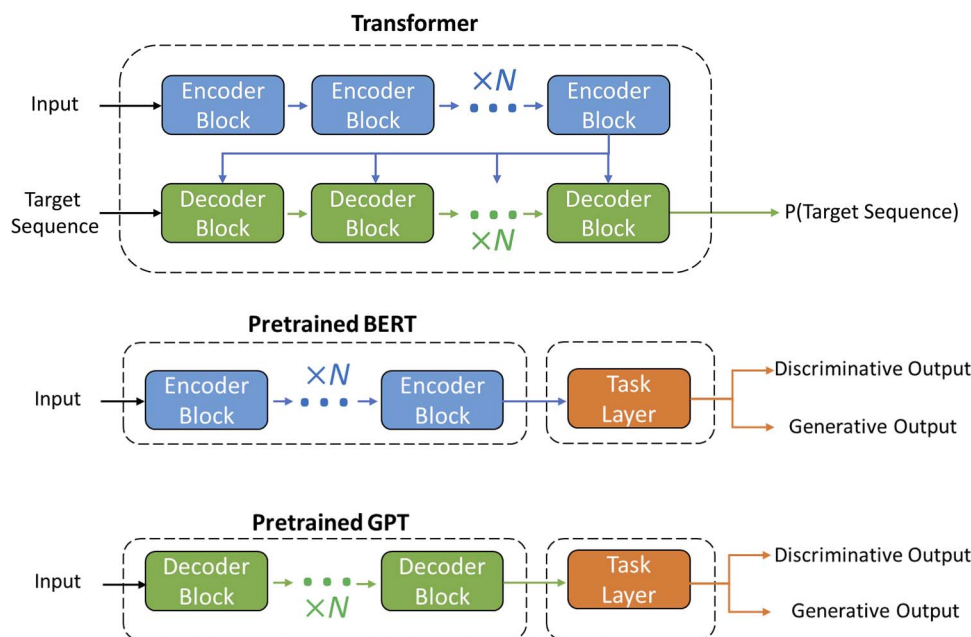 Transformer
Input
Encoder
Block
Encoder
Block
×N
Encoder
Block
Target
Sequence
Decoder
Block
Decoder
Block
×N
Decoder
Block
P(Target Sequence)
Pretrained BERT
Input
Encoder
Block
×N
Encoder
Block
Task
Layer
Discriminative Output
Generative Output
Pretrained GPT
Input
Decoder
Block
×N
Decoder
Block
Task
Layer
Discriminative Output
Generative Output